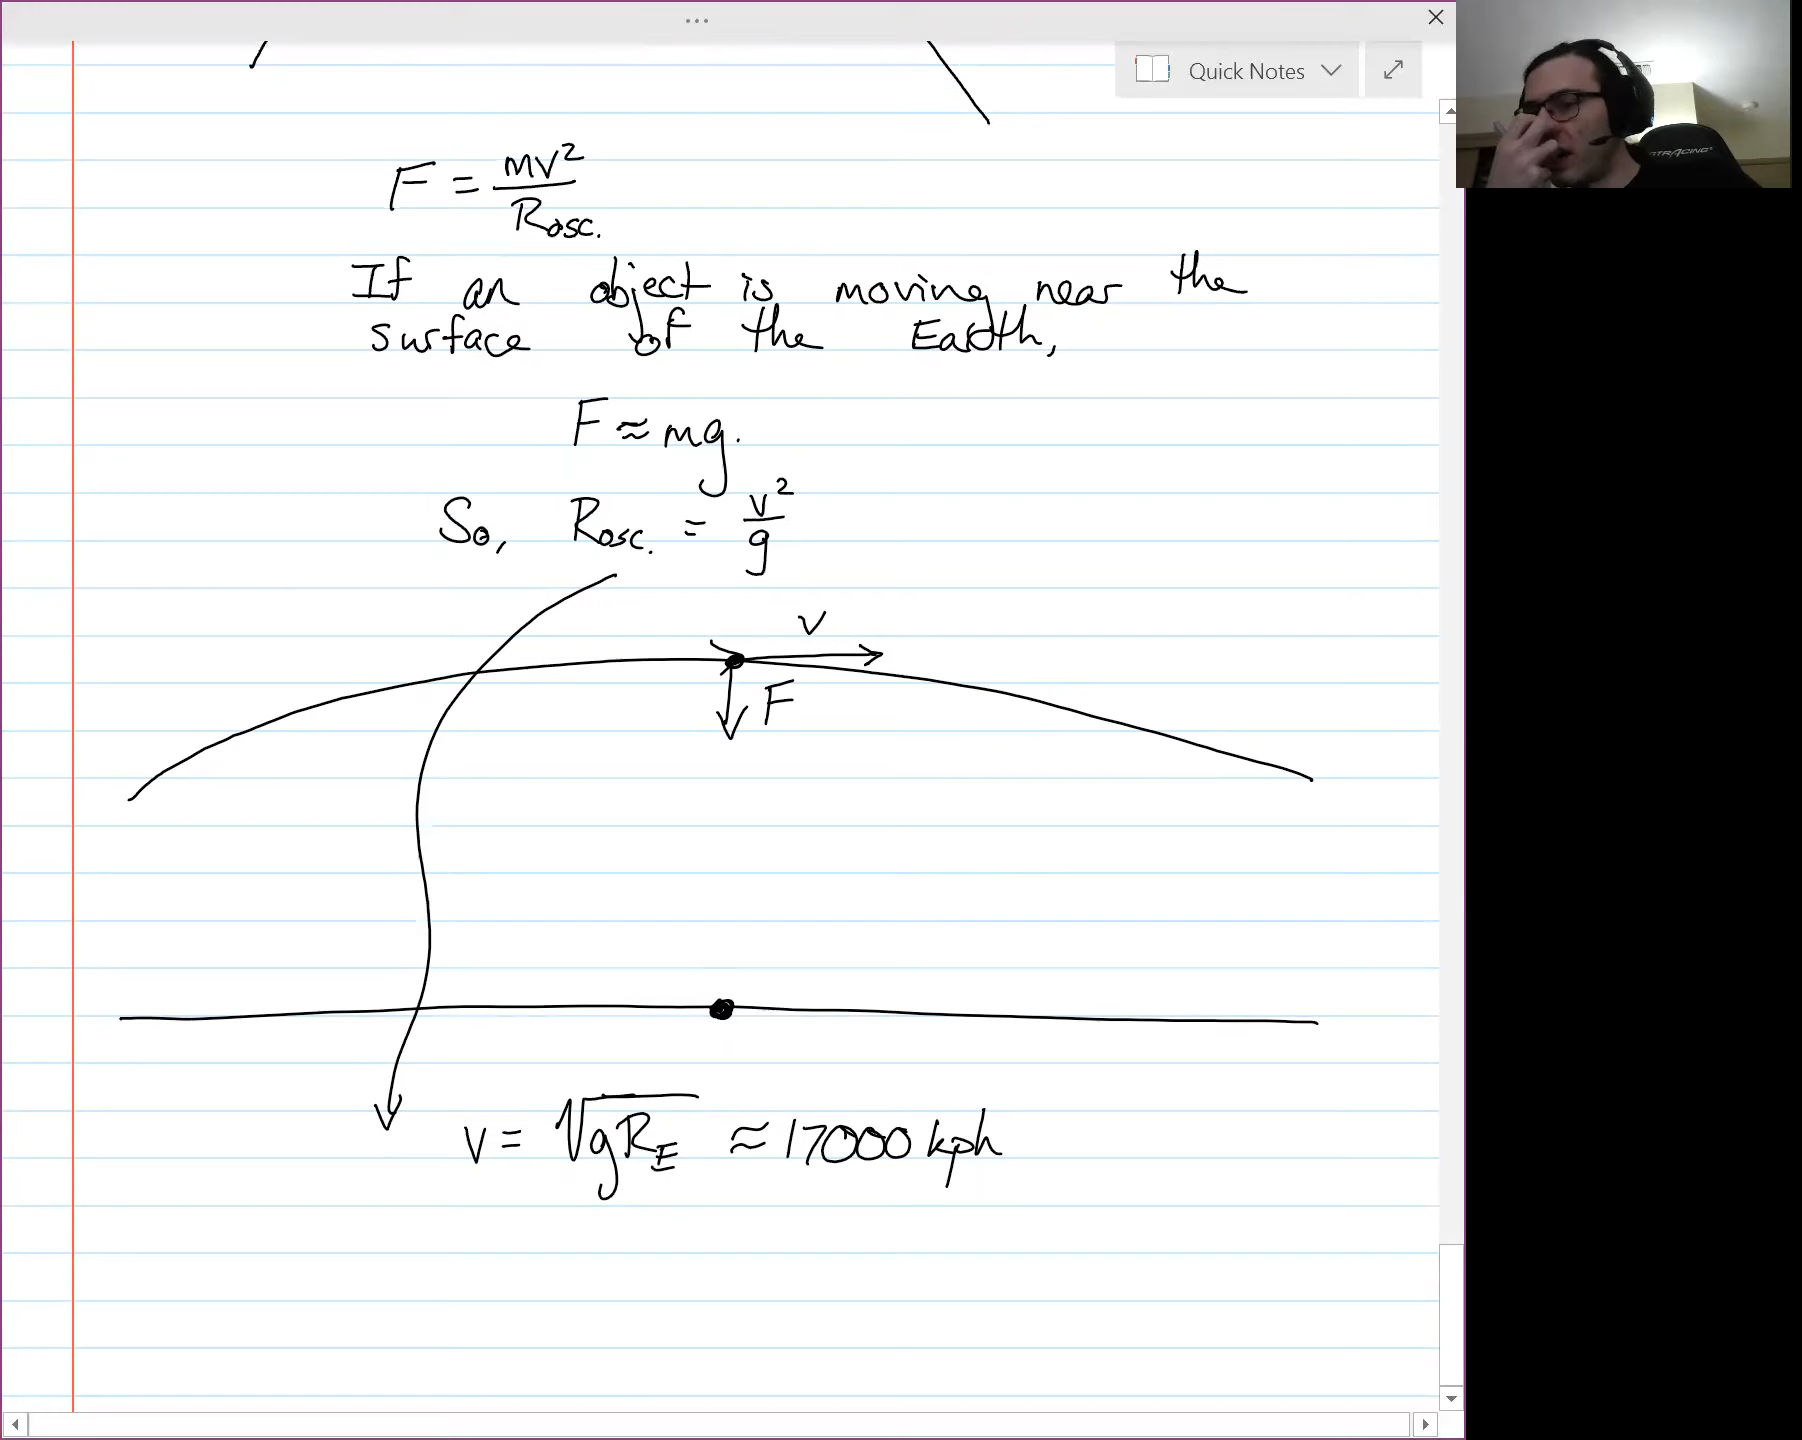 ...
Quick Notes
F = mv²/Rosc.
If an object is moving near the
surface of the Earth,
F ≈ mg.
So, Rosc. = v²/g
v
F
v = √gR_E ≈ 17000 kph